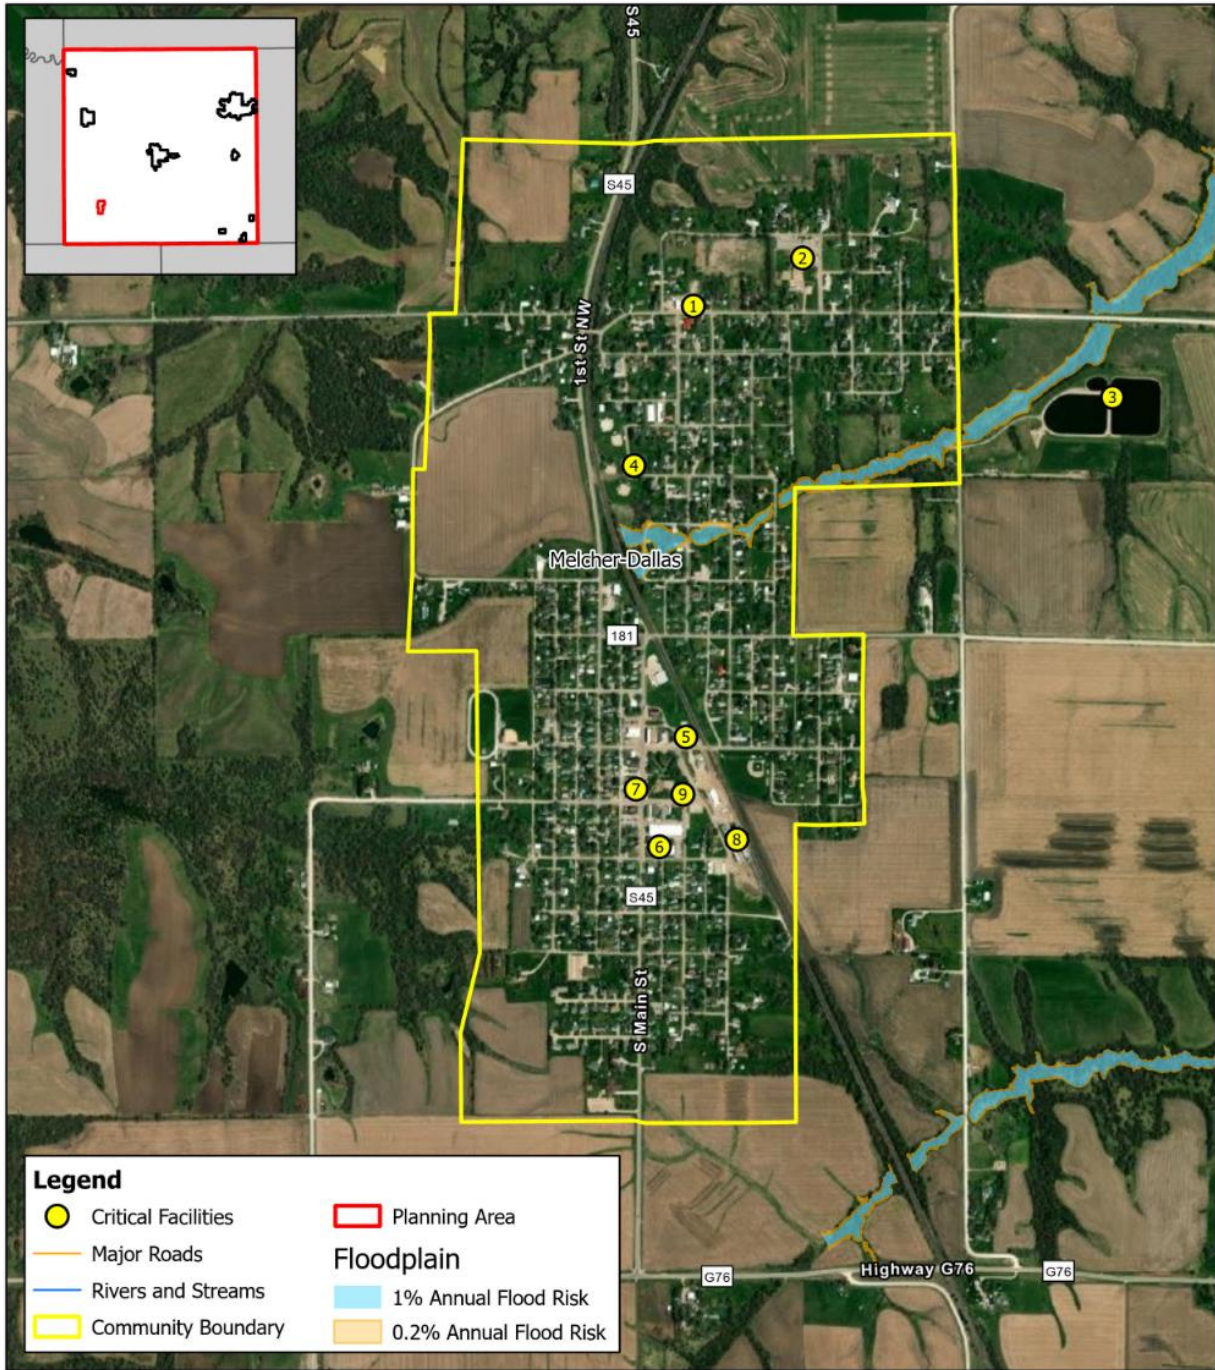 S45
S45
2
1
1st St NW
3
4
Melcher-Dallas
181
5
7
9
8
6
S45
S Main St
Legend
Critical Facilities
Major Roads
Rivers and Streams
Community Boundary
Planning Area
Floodplain
1% Annual Flood Risk
0.2% Annual Flood Risk
G76
Highway G76
G76